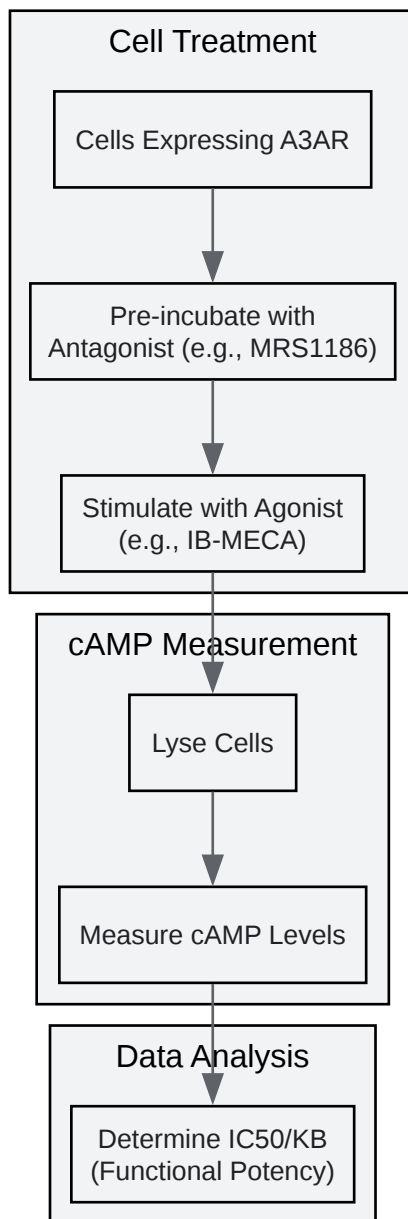 Cell Treatment
Cells Expressing A3AR
Pre-incubate with
Antagonist (e.g., MRS1186)
Stimulate with Agonist
(e.g., IB-MECA)
cAMP Measurement
Lyse Cells
Measure cAMP Levels
Data Analysis
Determine IC50/KB
(Functional Potency)